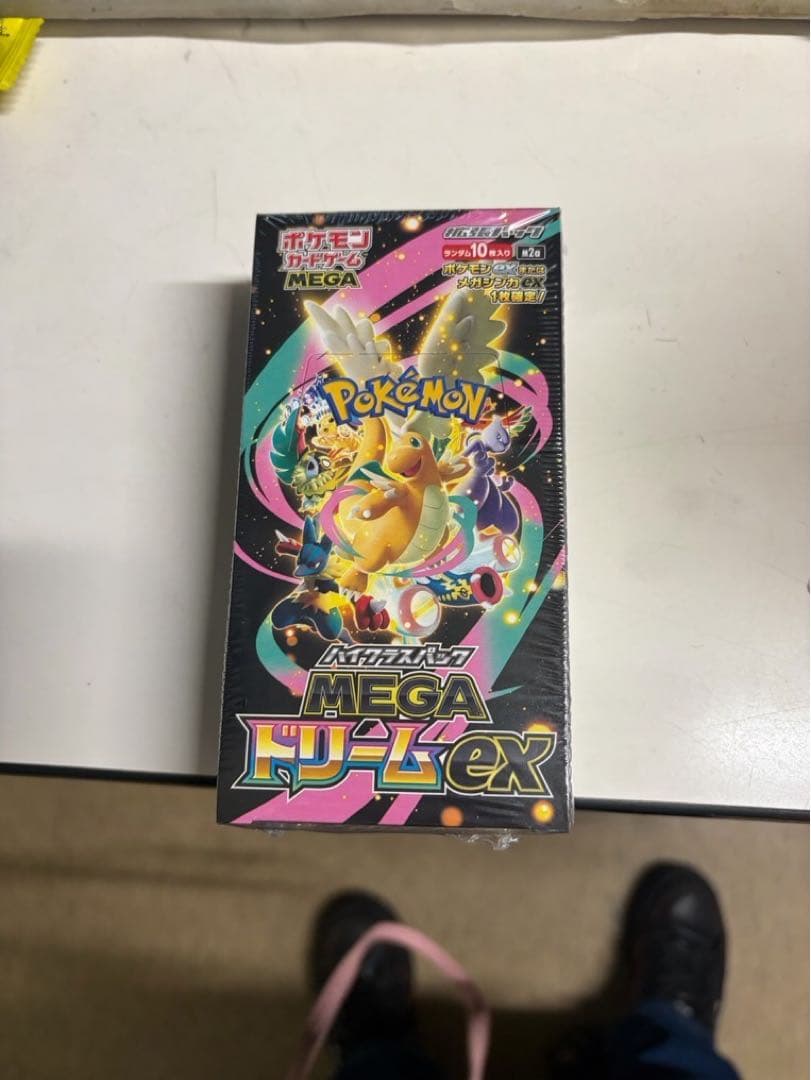 ポケモン
カードゲーム
MEGA
拡張パック
ランダム10枚入り M2a
ポケモンexまたは
メガシンカex
1枚確定!
POKéMON
ハイクラスパック
MEGA
ドリームex